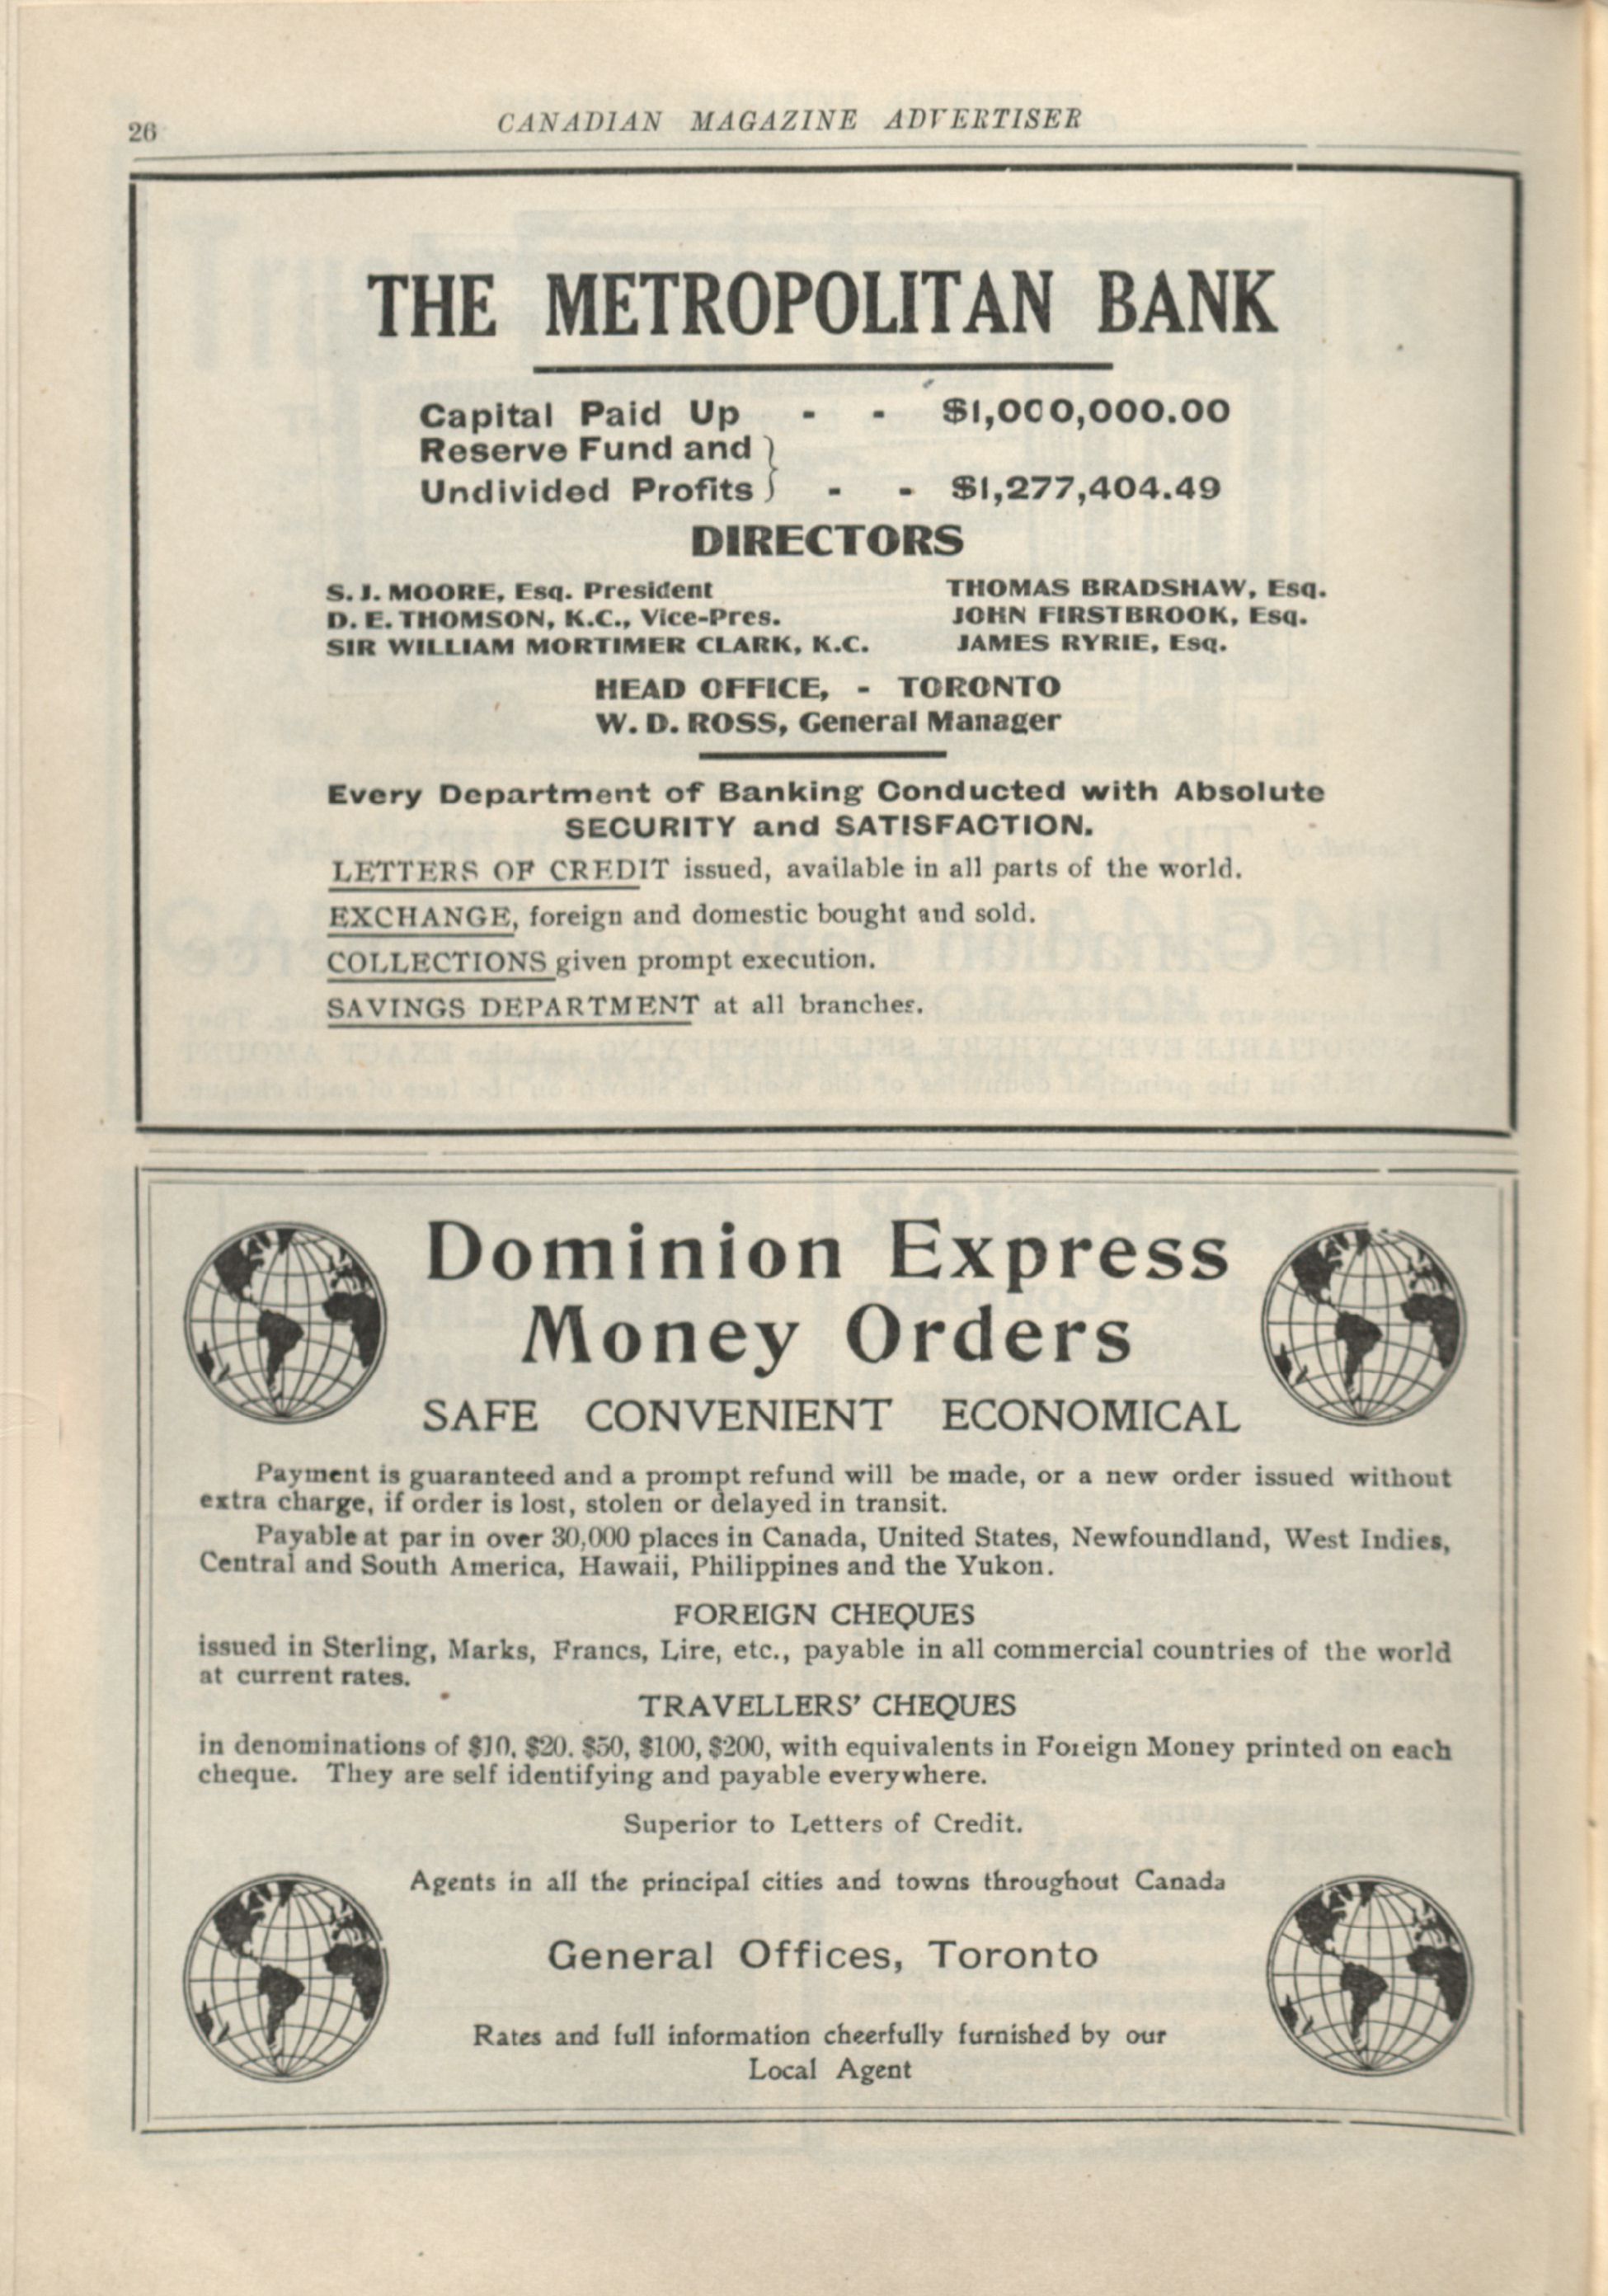 26
CANADIAN MAGAZINE ADVERTISER
THE METROPOLITAN BANK
Capital Paid Up - - $1,000,000.00
Reserve Fund and }
Undivided Profits } - - $1,277,404.49
DIRECTORS
S. J. MOORE, Esq. President
D. E. THOMSON, K.C., Vice-Pres.
SIR WILLIAM MORTIMER CLARK, K.C.
THOMAS BRADSHAW, Esq.
JOHN FIRSTBROOK, Esq.
JAMES RYRIE, Esq.
HEAD OFFICE, - TORONTO
W. D. ROSS, General Manager
Every Department of Banking Conducted with Absolute
SECURITY and SATISFACTION.
LETTERS OF CREDIT issued, available in all parts of the world.
EXCHANGE, foreign and domestic bought and sold.
COLLECTIONS given prompt execution.
SAVINGS DEPARTMENT at all branches.
Dominion Express
Money Orders
SAFE CONVENIENT ECONOMICAL
Payment is guaranteed and a prompt refund will be made, or a new order issued without
extra charge, if order is lost, stolen or delayed in transit.
Payable at par in over 30,000 places in Canada, United States, Newfoundland, West Indies,
Central and South America, Hawaii, Philippines and the Yukon.
FOREIGN CHEQUES
issued in Sterling, Marks, Francs, Lire, etc., payable in all commercial countries of the world
at current rates.
TRAVELLERS' CHEQUES
in denominations of $10, $20. $50, $100, $200, with equivalents in Foreign Money printed on each
cheque. They are self identifying and payable everywhere.
Superior to Letters of Credit.
Agents in all the principal cities and towns throughout Canada
General Offices, Toronto
Rates and full information cheerfully furnished by our
Local Agent